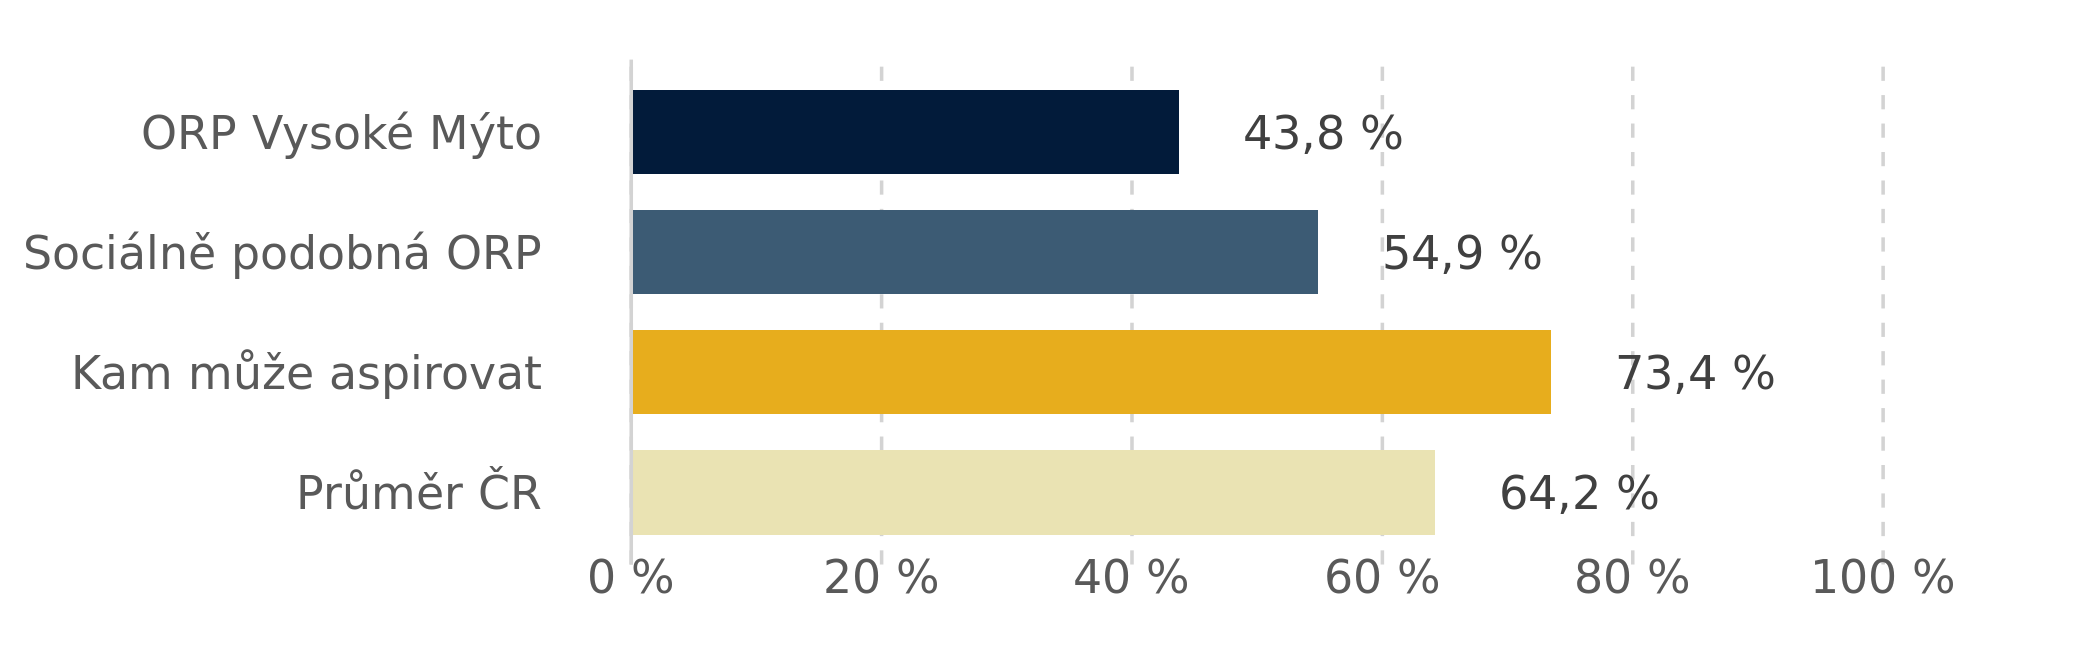 ORP Vysoké Mýto 43,8 %
Sociálně podobná ORP 54,9 %
Kam může aspirovat 73,4 %
Průměr ČR 64,2 %
0 % 20 % 40 % 60 % 80 % 100 %